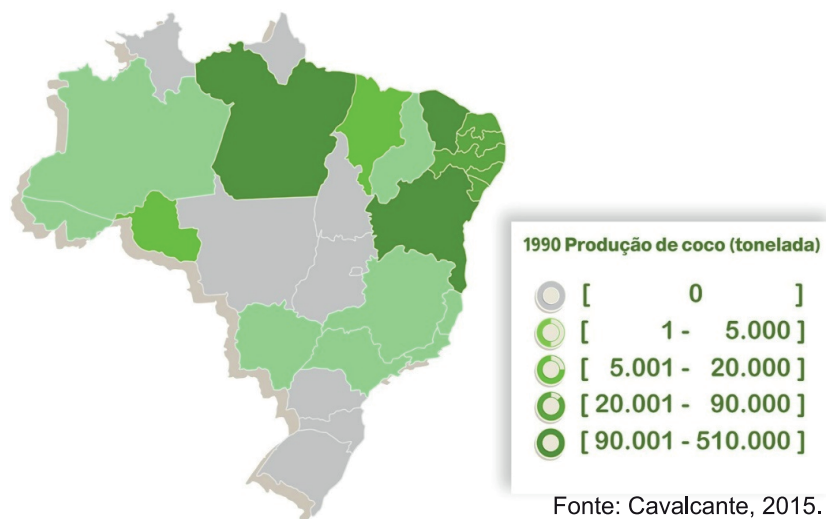 1990 Produção de coco (tonelada)
[ 0 ]
[ 1 - 5.000 ]
[ 5.001 - 20.000 ]
[ 20.001 - 90.000 ]
[ 90.001 - 510.000 ]
Fonte: Cavalcante, 2015.